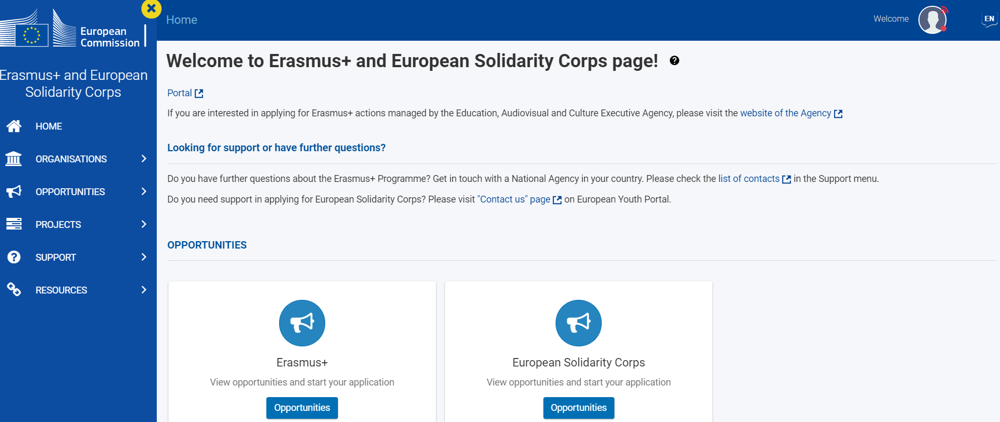 European
Commission
Erasmus+ and European
Solidarity Corps
HOME
ORGANISATIONS
OPPORTUNITIES
PROJECTS
SUPPORT
RESOURCES
Home
Welcome
EN
Welcome to Erasmus+ and European Solidarity Corps page!
Portal
If you are interested in applying for Erasmus+ actions managed by the Education, Audiovisual and Culture Executive Agency, please visit the website of the Agency
Looking for support or have further questions?
Do you have further questions about the Erasmus+ Programme? Get in touch with a National Agency in your country. Please check the list of contacts in the Support menu.
Do you need support in applying for European Solidarity Corps? Please visit "Contact us" page on European Youth Portal.
OPPORTUNITIES
Erasmus+
View opportunities and start your application
Opportunities
European Solidarity Corps
View opportunities and start your application
Opportunities